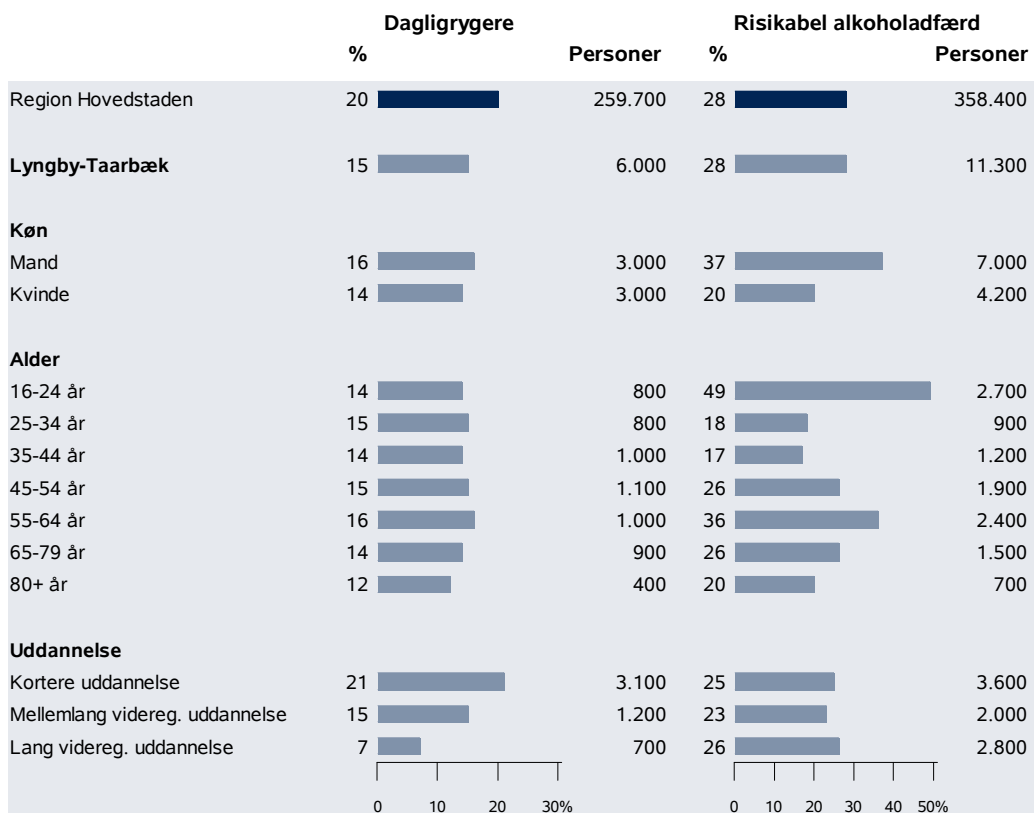 Dagligrygere Risikabel alkoholadfærd
% Personer % Personer
Region Hovedstaden 20 259.700 28 358.400
Lyngby-Taarbæk 15 6.000 28 11.300
Køn
Mand 16 3.000 37 7.000
Kvinde 14 3.000 20 4.200
Alder
16-24 år 14 800 49 2.700
25-34 år 15 800 18 900
35-44 år 14 1.000 17 1.200
45-54 år 15 1.100 26 1.900
55-64 år 16 1.000 36 2.400
65-79 år 14 900 26 1.500
80+ år 12 400 20 700
Uddannelse
Kortere uddannelse 21 3.100 25 3.600
Mellemlang videreg. uddannelse 15 1.200 23 2.000
Lang videreg. uddannelse 7 700 26 2.800
0 10 20 30% 0 10 20 30 40 50%